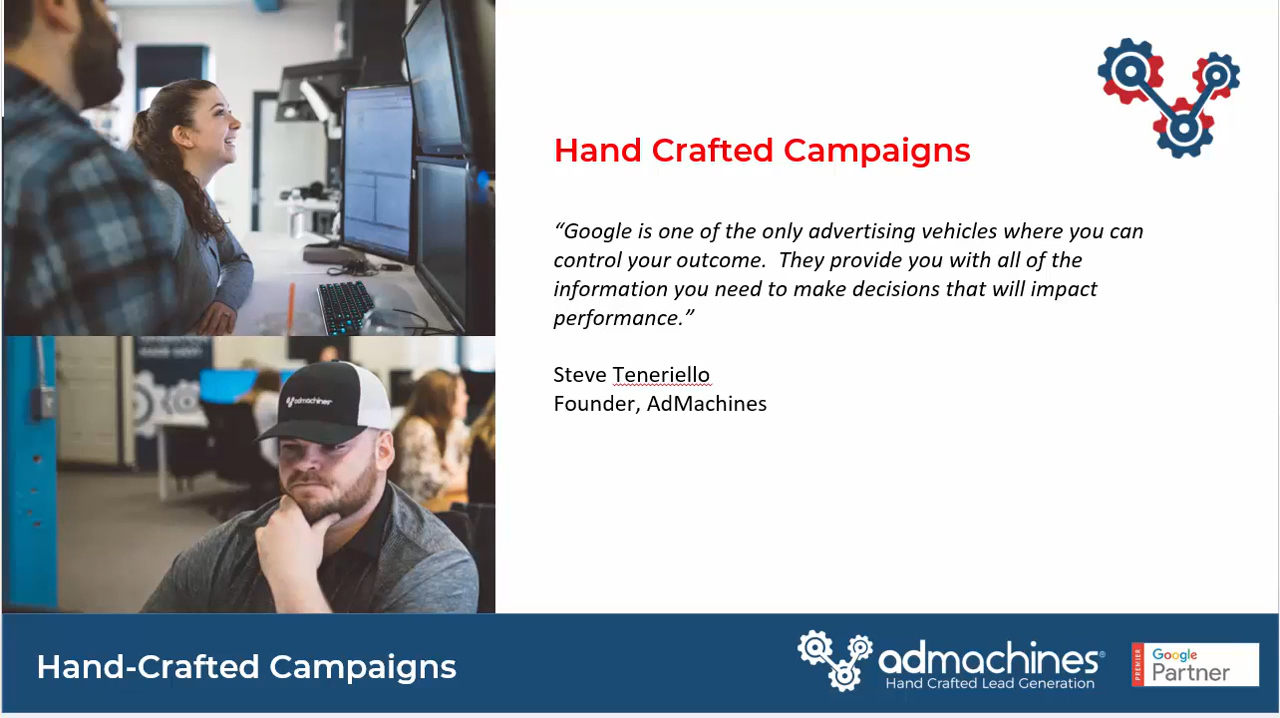 Hand Crafted Campaigns
“Google is one of the only advertising vehicles where you can
control your outcome.  They provide you with all of the
information you need to make decisions that will impact
performance.”
Steve Teneriello
Founder, AdMachines
admachines
Hand-Crafted Campaigns
admachines®
Hand Crafted Lead Generation
PREMIER
Google
Partner